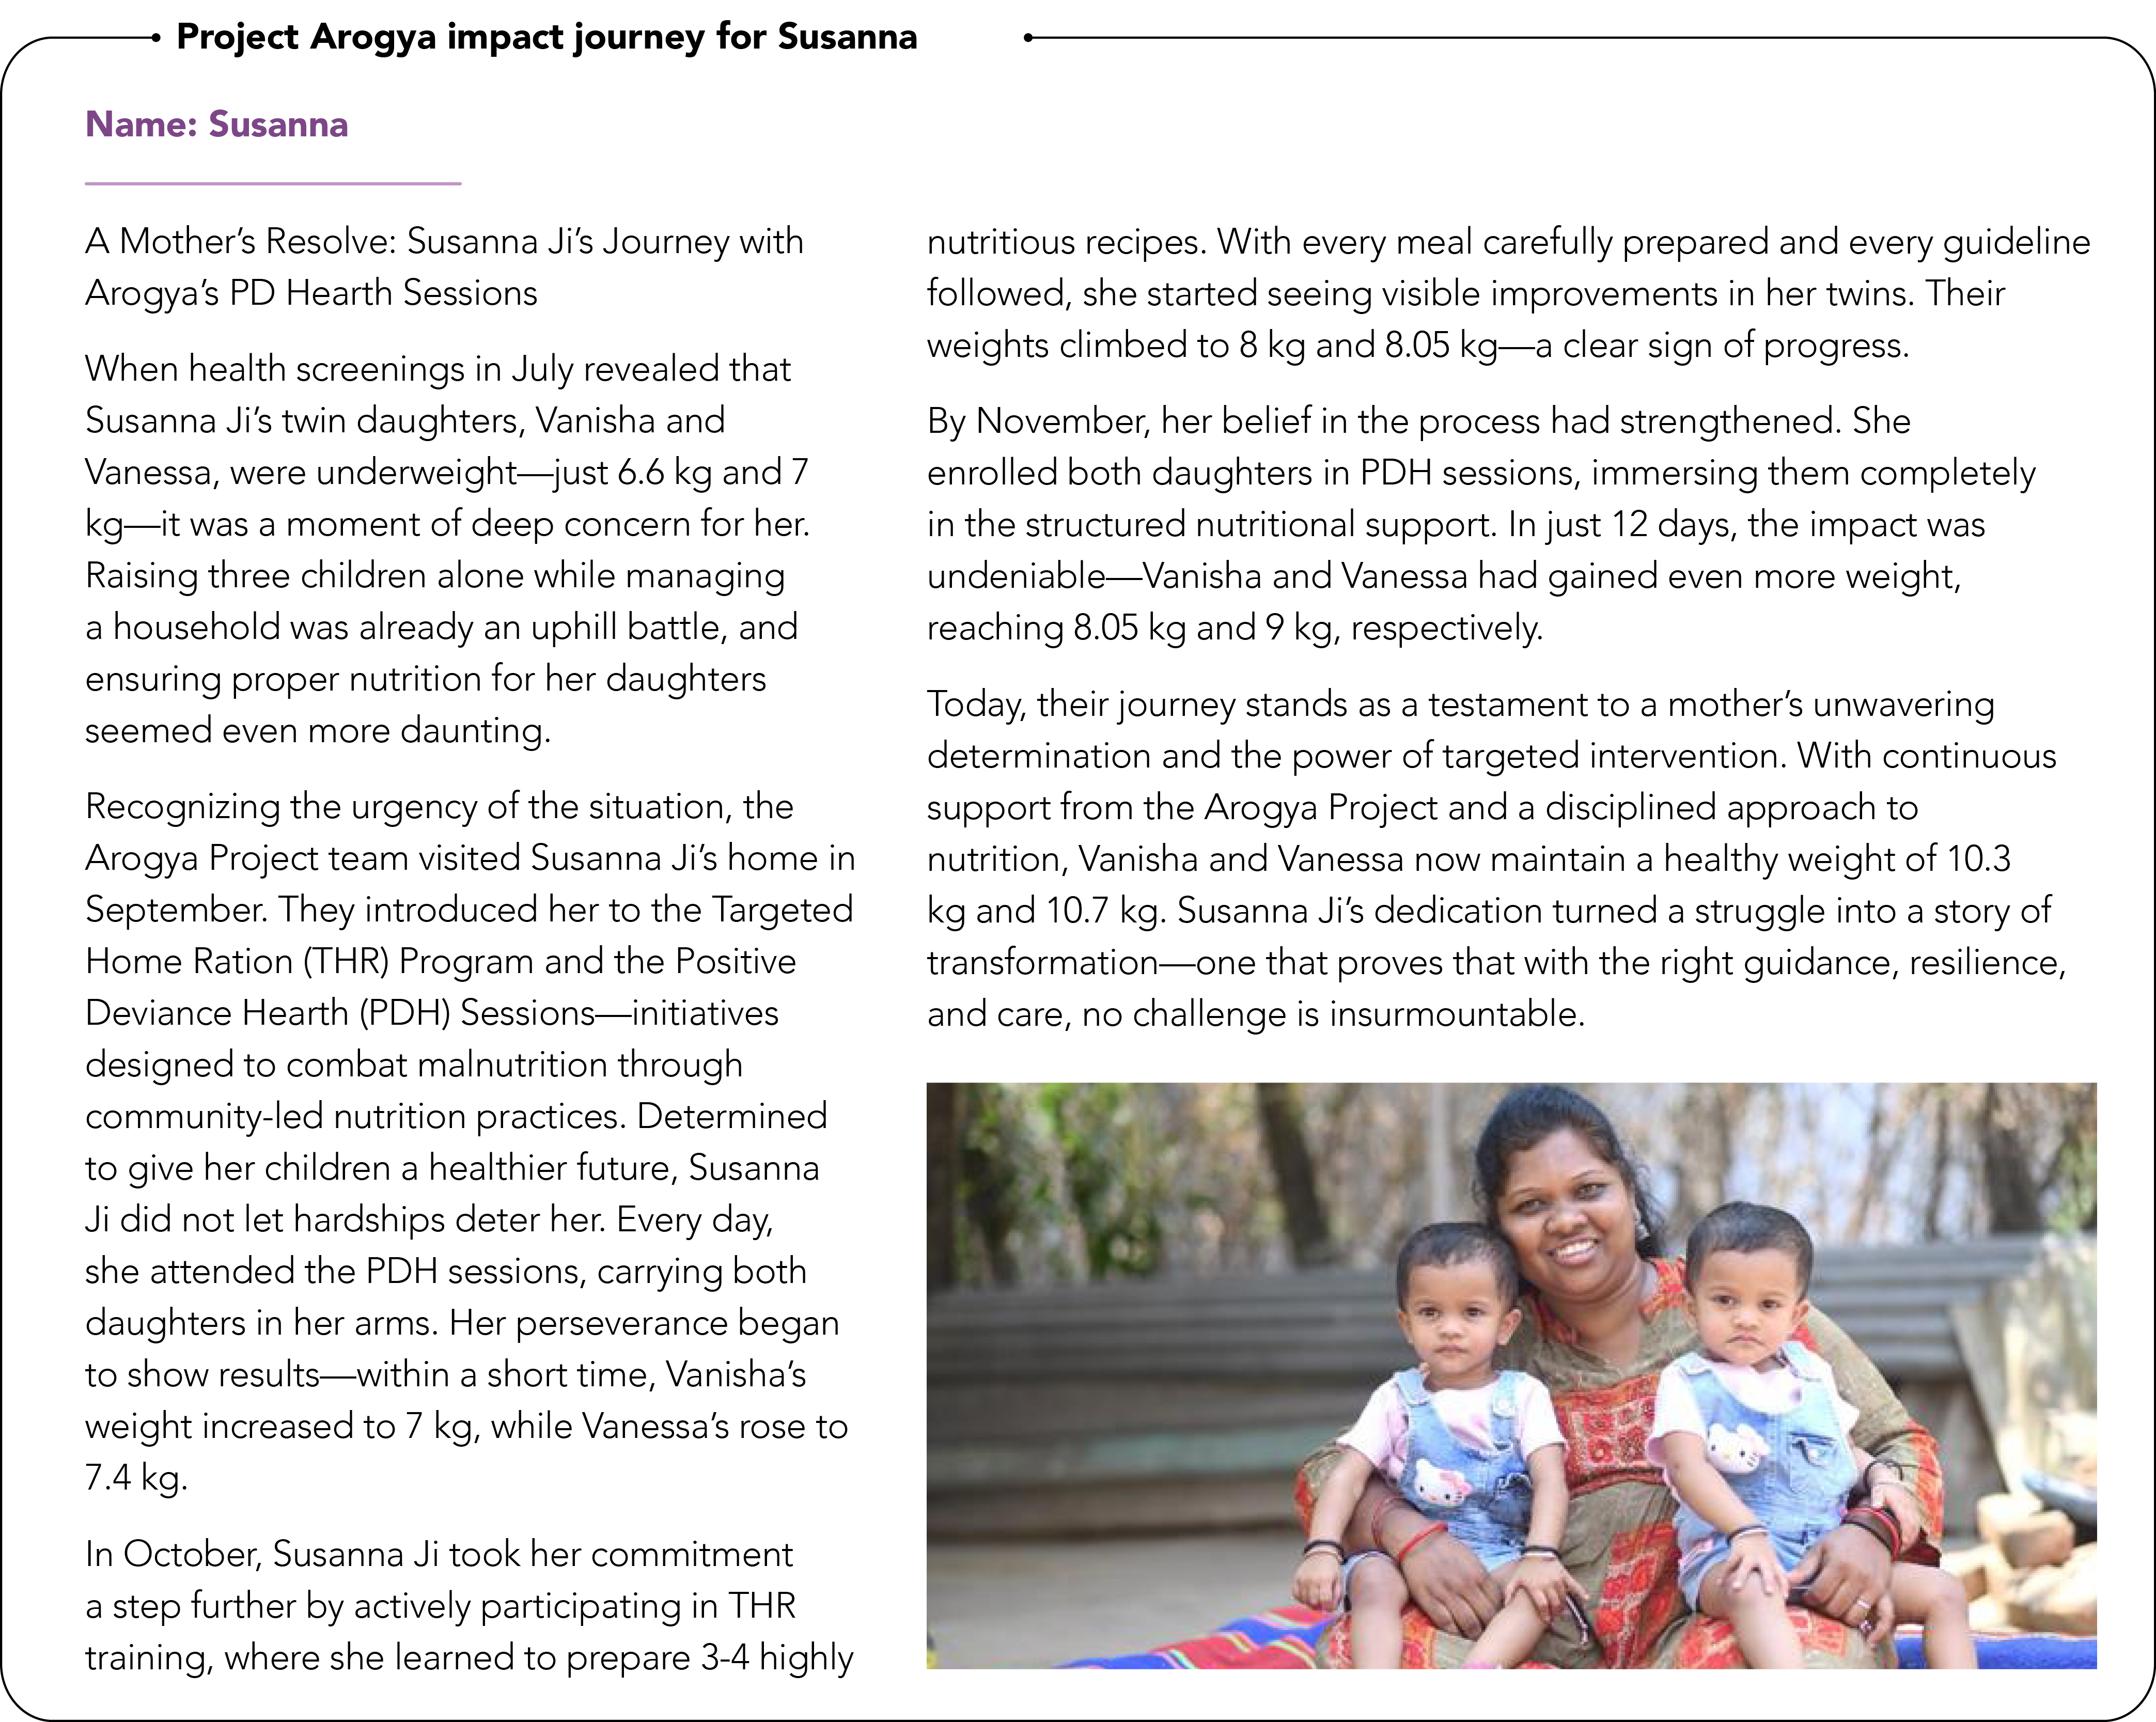 Project Arogya impact journey for Susanna
Name: Susanna
A Mother’s Resolve: Susanna Ji’s Journey with
Arogya’s PD Hearth Sessions
When health screenings in July revealed that
Susanna Ji’s twin daughters, Vanisha and
Vanessa, were underweight—just 6.6 kg and 7
kg—it was a moment of deep concern for her.
Raising three children alone while managing
a household was already an uphill battle, and
ensuring proper nutrition for her daughters
seemed even more daunting.
Recognizing the urgency of the situation, the
Arogya Project team visited Susanna Ji’s home in
September. They introduced her to the Targeted
Home Ration (THR) Program and the Positive
Deviance Hearth (PDH) Sessions—initiatives
designed to combat malnutrition through
community-led nutrition practices. Determined
to give her children a healthier future, Susanna
Ji did not let hardships deter her. Every day,
she attended the PDH sessions, carrying both
daughters in her arms. Her perseverance began
to show results—within a short time, Vanisha’s
weight increased to 7 kg, while Vanessa’s rose to
7.4 kg.
In October, Susanna Ji took her commitment
a step further by actively participating in THR
training, where she learned to prepare 3-4 highly
nutritious recipes. With every meal carefully prepared and every guideline
followed, she started seeing visible improvements in her twins. Their
weights climbed to 8 kg and 8.05 kg—a clear sign of progress.
By November, her belief in the process had strengthened. She
enrolled both daughters in PDH sessions, immersing them completely
in the structured nutritional support. In just 12 days, the impact was
undeniable—Vanisha and Vanessa had gained even more weight,
reaching 8.05 kg and 9 kg, respectively.
Today, their journey stands as a testament to a mother’s unwavering
determination and the power of targeted intervention. With continuous
support from the Arogya Project and a disciplined approach to
nutrition, Vanisha and Vanessa now maintain a healthy weight of 10.3
kg and 10.7 kg. Susanna Ji’s dedication turned a struggle into a story of
transformation—one that proves that with the right guidance, resilience,
and care, no challenge is insurmountable.